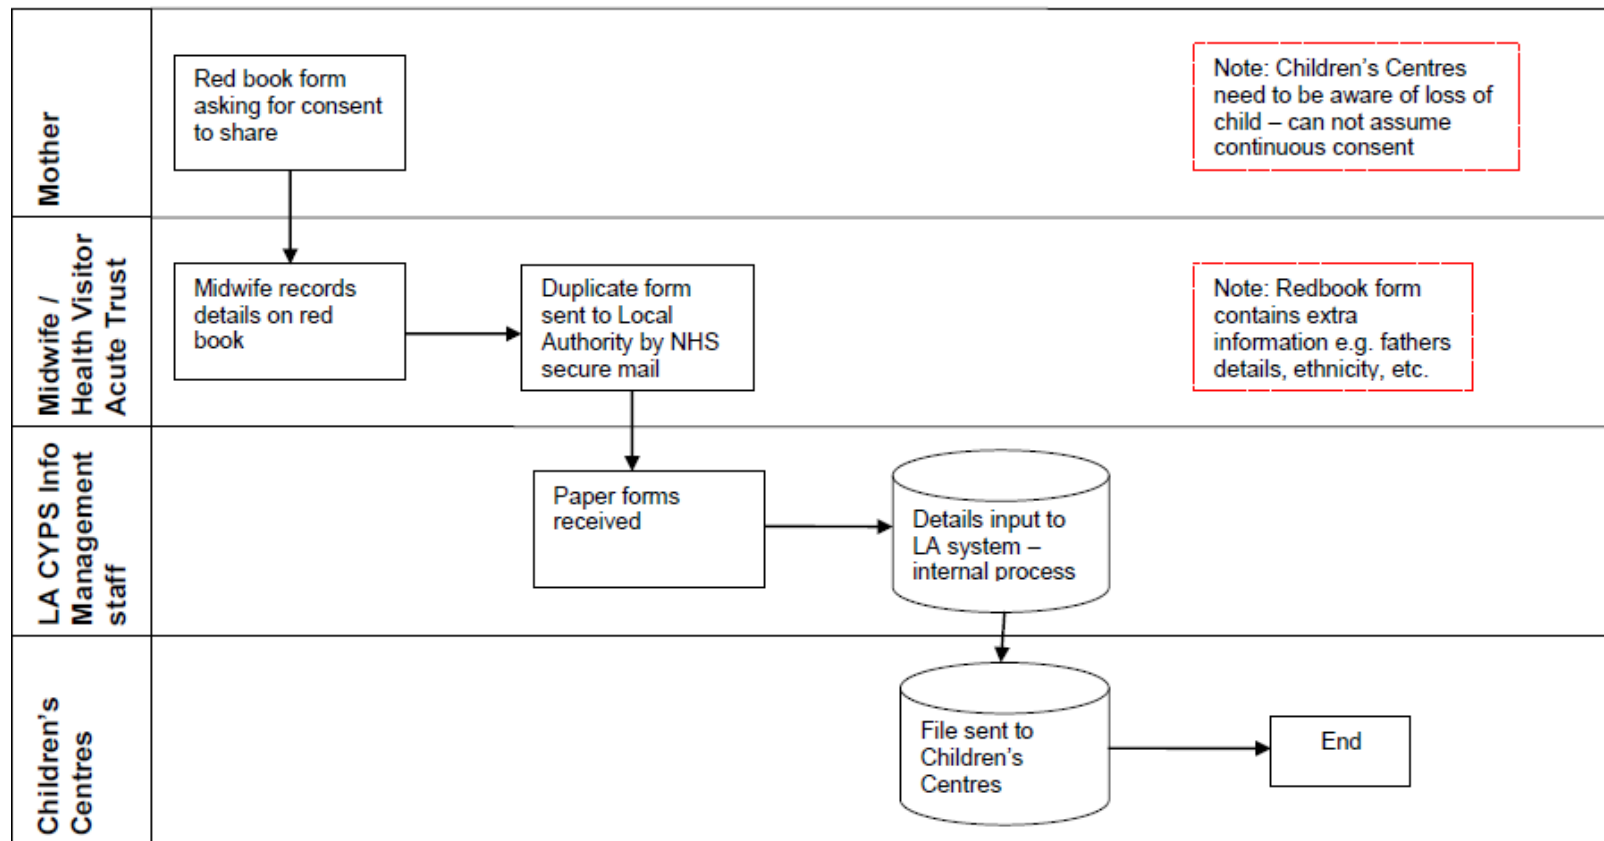 Mother
Red book form
asking for consent
to share
Note: Children’s Centres
need to be aware of loss of
child – can not assume
continuous consent
Midwife /
Health Visitor
Acute Trust
Midwife records
details on red
book
Duplicate form
sent to Local
Authority by NHS
secure mail
Note: Redbook form
contains extra
information e.g. fathers
details, ethnicity, etc.
LA CYPS Info
Management
staff
Paper forms
received
Details input to
LA system –
internal process
Children’s
Centres
File sent to
Children’s
Centres
End